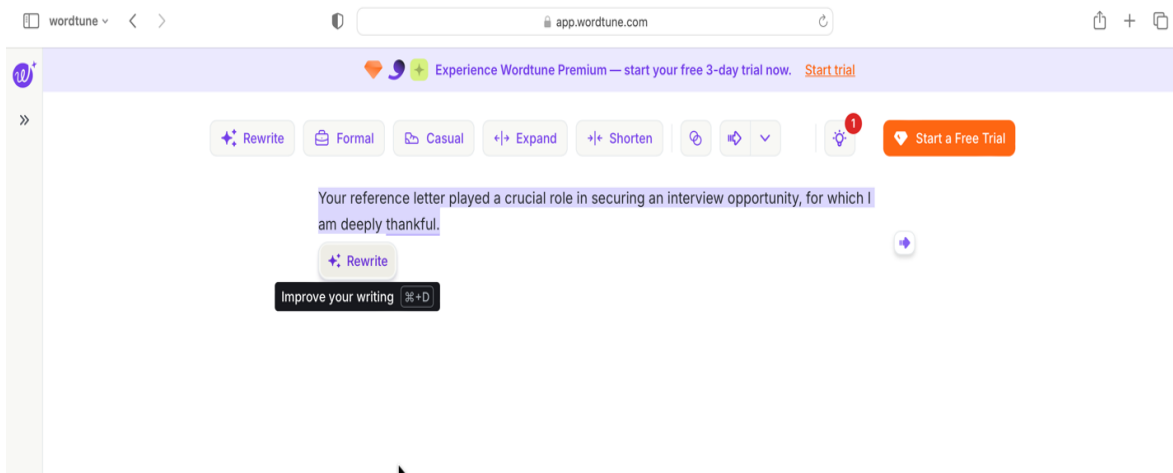 wordtune
app.wordtune.com
Experience Wordtune Premium — start your free 3-day trial now. Start trial
Rewrite Formal Casual Expand Shorten 1 Start a Free Trial
Your reference letter played a crucial role in securing an interview opportunity, for which I
am deeply thankful.
Rewrite
Improve your writing ⌘+D